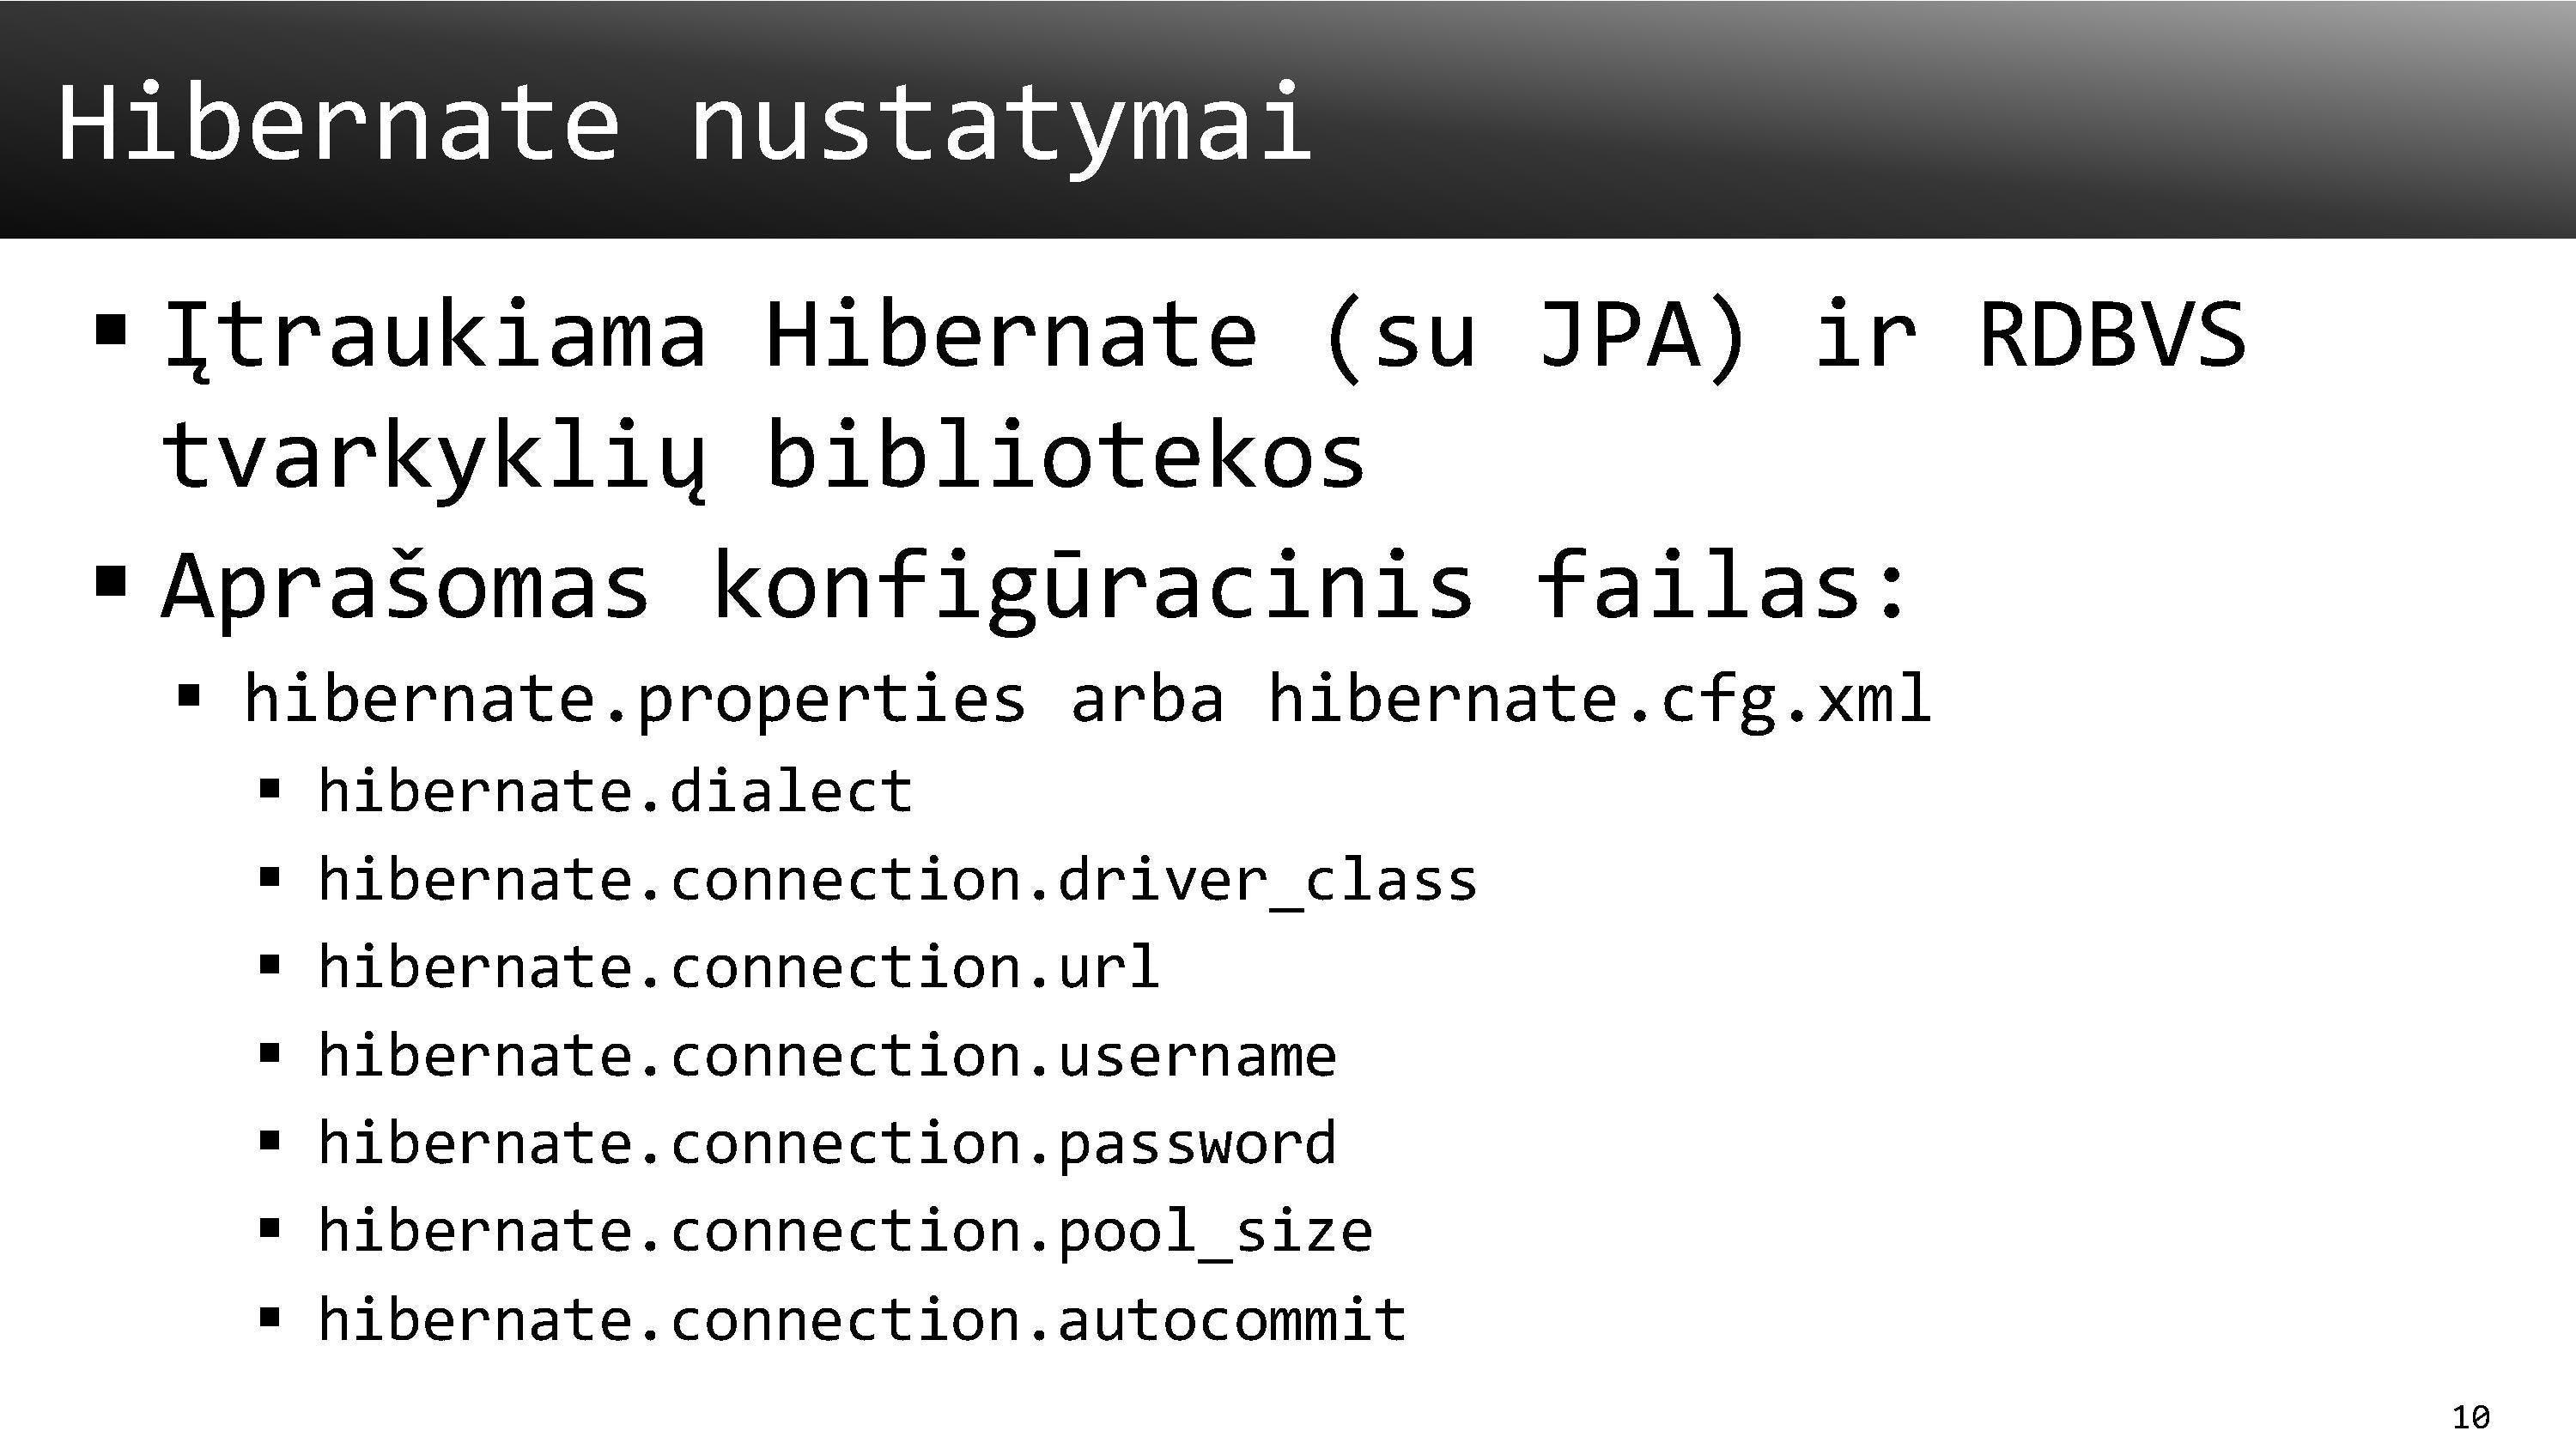 Hibernate nustatymai
▪ Įtraukiama Hibernate (su JPA) ir RDBVS
tvarkyklių bibliotekos
▪ Aprašomas konfigūracinis failas:
▪ hibernate.properties arba hibernate.cfg.xml
▪ hibernate.dialect
▪ hibernate.connection.driver_class
▪ hibernate.connection.url
▪ hibernate.connection.username
▪ hibernate.connection.password
▪ hibernate.connection.pool_size
▪ hibernate.connection.autocommit
10